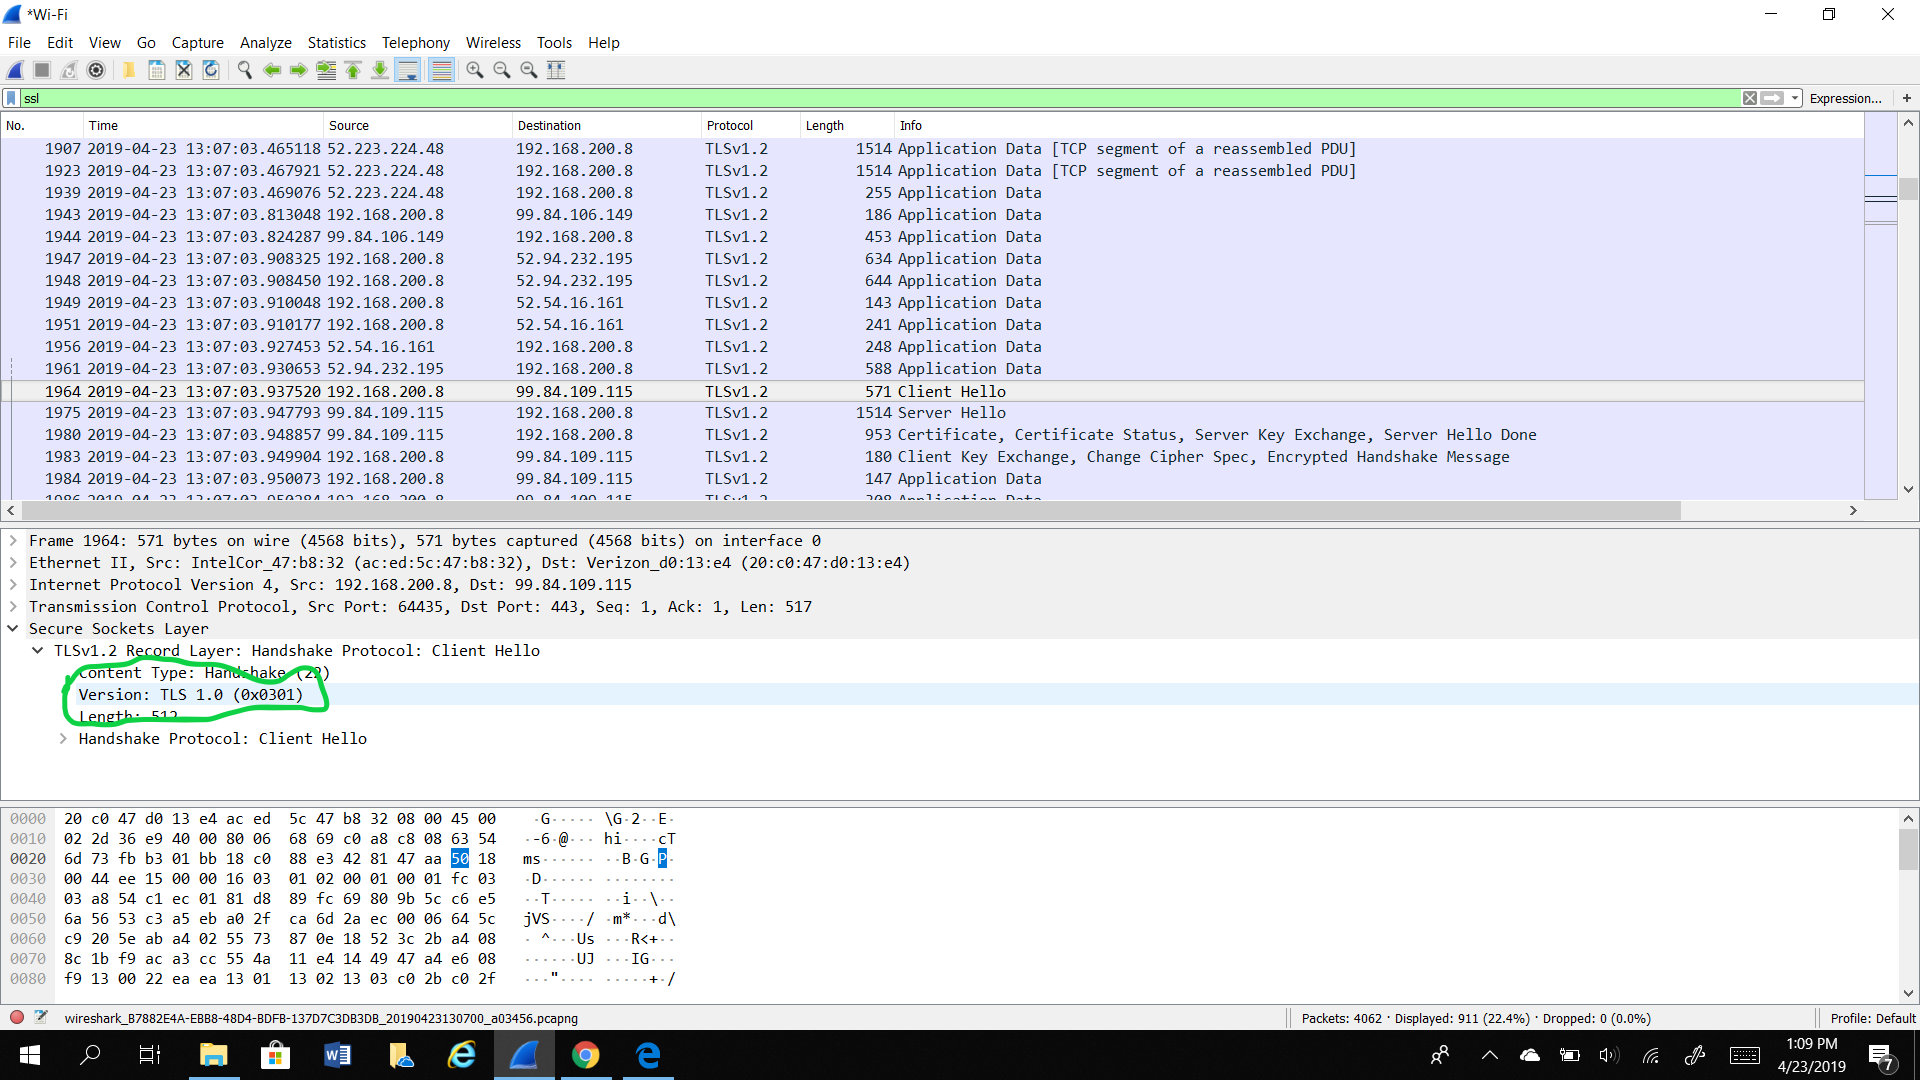 *Wi-Fi
File Edit View Go Capture Analyze Statistics Telephony Wireless Tools Help
ssl Expression... +
No. Time Source Destination Protocol Length Info
1907 2019-04-23 13:07:03.465118 52.223.224.48 192.168.200.8 TLSv1.2 1514 Application Data [TCP segment of a reassembled PDU]
1923 2019-04-23 13:07:03.467921 52.223.224.48 192.168.200.8 TLSv1.2 1514 Application Data [TCP segment of a reassembled PDU]
1939 2019-04-23 13:07:03.469076 52.223.224.48 192.168.200.8 TLSv1.2 255 Application Data
1943 2019-04-23 13:07:03.813048 192.168.200.8 99.84.106.149 TLSv1.2 186 Application Data
1944 2019-04-23 13:07:03.824287 99.84.106.149 192.168.200.8 TLSv1.2 453 Application Data
1947 2019-04-23 13:07:03.908325 192.168.200.8 52.94.232.195 TLSv1.2 634 Application Data
1948 2019-04-23 13:07:03.908450 192.168.200.8 52.94.232.195 TLSv1.2 644 Application Data
1949 2019-04-23 13:07:03.910048 192.168.200.8 52.54.16.161 TLSv1.2 143 Application Data
1951 2019-04-23 13:07:03.910177 192.168.200.8 52.54.16.161 TLSv1.2 241 Application Data
1956 2019-04-23 13:07:03.927453 52.54.16.161 192.168.200.8 TLSv1.2 248 Application Data
1961 2019-04-23 13:07:03.930653 52.94.232.195 192.168.200.8 TLSv1.2 588 Application Data
1964 2019-04-23 13:07:03.937520 192.168.200.8 99.84.109.115 TLSv1.2 571 Client Hello
1975 2019-04-23 13:07:03.947793 99.84.109.115 192.168.200.8 TLSv1.2 1514 Server Hello
1980 2019-04-23 13:07:03.948857 99.84.109.115 192.168.200.8 TLSv1.2 953 Certificate, Certificate Status, Server Key Exchange, Server Hello Done
1983 2019-04-23 13:07:03.949904 192.168.200.8 99.84.109.115 TLSv1.2 180 Client Key Exchange, Change Cipher Spec, Encrypted Handshake Message
1984 2019-04-23 13:07:03.950073 192.168.200.8 99.84.109.115 TLSv1.2 147 Application Data
Frame 1964: 571 bytes on wire (4568 bits), 571 bytes captured (4568 bits) on interface 0
Ethernet II, Src: IntelCor_47:b8:32 (ac:ed:5c:47:b8:32), Dst: Verizon_d0:13:e4 (20:c0:47:d0:13:e4)
Internet Protocol Version 4, Src: 192.168.200.8, Dst: 99.84.109.115
Transmission Control Protocol, Src Port: 64435, Dst Port: 443, Seq: 1, Ack: 1, Len: 517
Secure Sockets Layer
TLSv1.2 Record Layer: Handshake Protocol: Client Hello
Content Type: Handshake (22)
Version: TLS 1.0 (0x0301)
Length: 512
Handshake Protocol: Client Hello
0000 20 c0 47 d0 13 e4 ac ed 5c 47 b8 32 08 00 45 00 ·G····· \G·2··E·
0010 02 2d 36 e9 40 00 80 06 68 69 c0 a8 c8 08 63 54 ·-6·@··· hi····cT
0020 6d 73 fb b3 01 bb 18 c0 88 e3 42 81 47 aa 50 18 ms······ ··B·G·P·
0030 00 44 ee 15 00 00 16 03 01 02 00 01 00 01 fc 03 ·D······ ········
0040 03 a8 54 c1 ec 01 81 d8 89 fc 69 80 9b 5c c6 e5 ··T····· ··i··\··
0050 6a 56 53 c3 a5 eb a0 2f ca 6d 2a ec 00 06 64 5c jVS····/ ·m*···d\
0060 c9 20 5e ab a4 02 55 73 87 0e 18 52 3c 2b a4 08 · ^···Us ···R<+··
0070 8c 1b f9 ac a3 cc 55 4a 11 e4 14 49 47 a4 e6 08 ······UJ ···IG···
0080 f9 13 00 22 ea ea 13 01 13 02 13 03 c0 2b c0 2f ···"···· ·····+·/
wireshark_B7882E4A-EBB8-48D4-BDFB-137D7C3DB3DB_20190423130700_a03456.pcapng Packets: 4062 · Displayed: 911 (22.4%) · Dropped: 0 (0.0%) Profile: Default
1:09 PM
4/23/2019
7